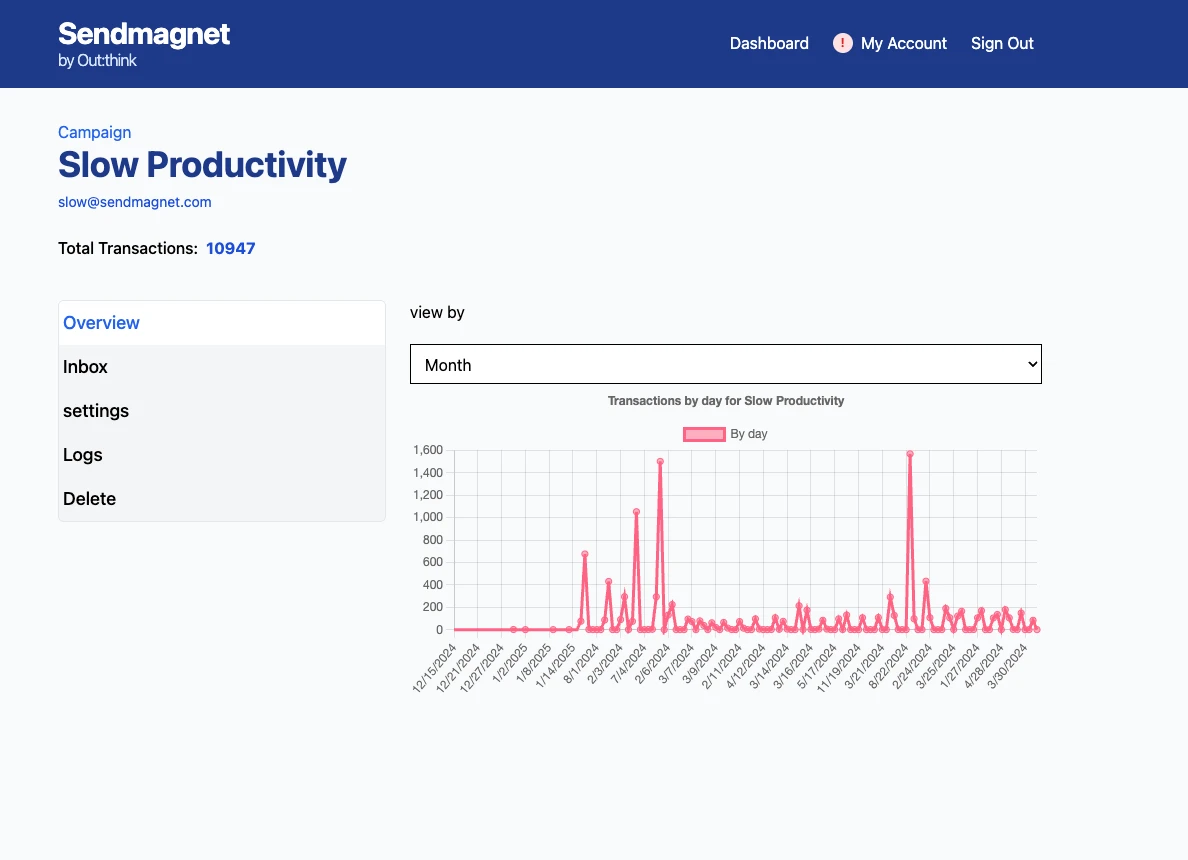 Sendmagnet
by Out:think
Dashboard
!
My Account
Sign Out
Campaign
Slow Productivity
slow@sendmagnet.com
Total Transactions: 10947
Overview
Inbox
settings
Logs
Delete
view by
Month
Transactions by day for Slow Productivity
By day
1,600
1,400
1,200
1,000
800
600
400
200
0
12/15/2024
12/21/2024
12/27/2024
1/2/2025
1/8/2025
1/14/2025
8/1/2024
2/3/2024
7/4/2024
2/6/2024
3/7/2024
3/9/2024
2/11/2024
4/12/2024
3/14/2024
3/16/2024
5/17/2024
11/19/2024
3/21/2024
8/22/2024
2/24/2024
3/25/2024
1/27/2024
4/28/2024
3/30/2024